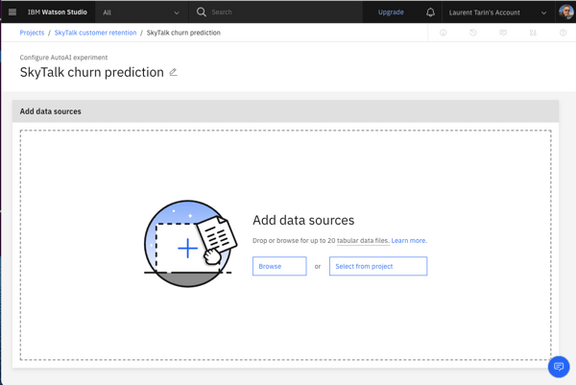 IBM Watson Studio All Search Upgrade Laurent Tarin's Account
Projects / SkyTalk customer retention / SkyTalk churn prediction
Configure AutoAI experiment
SkyTalk churn prediction
Add data sources
Add data sources
Drop or browse for up to 20 tabular data files. Learn more.
Browse or Select from project